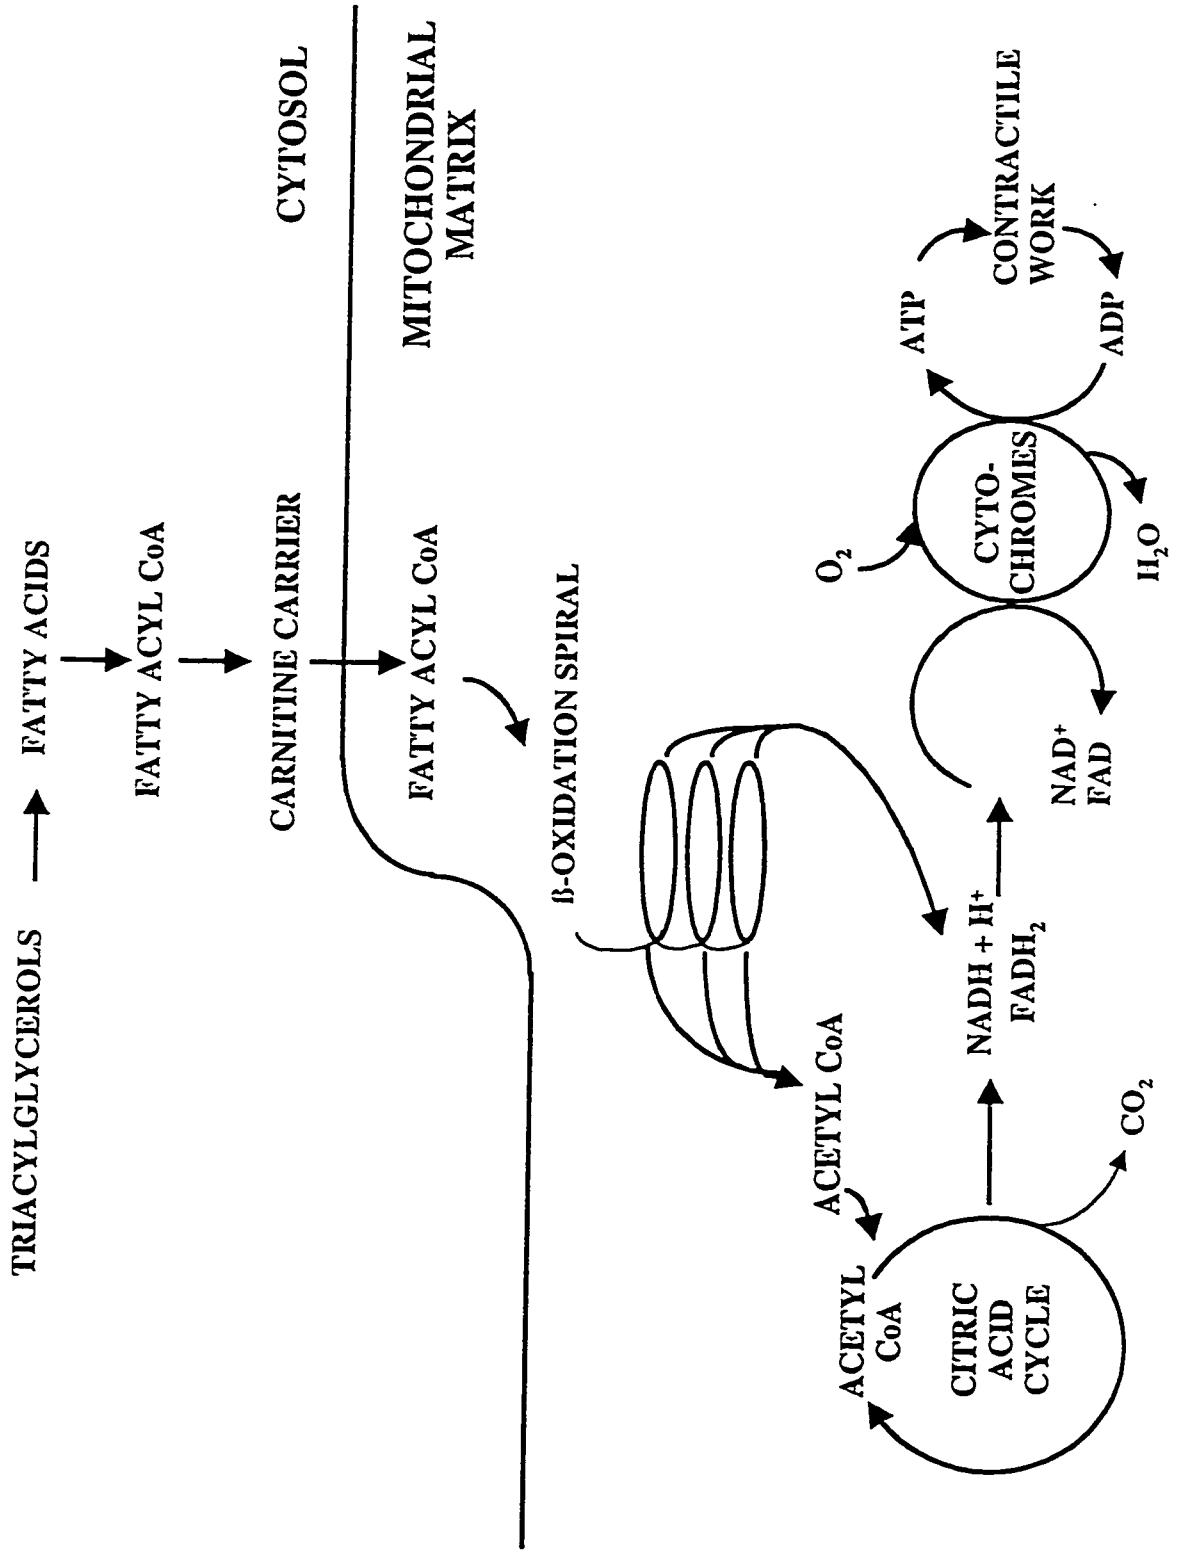 TRIACYLGLYCEROLS
FATTY ACIDS
FATTY ACYL CoA
CARNITINE CARRIER
CYTOSOL
MITOCHONDRIAL
MATRIX
FATTY ACYL CoA
ß-OXIDATION SPIRAL
ACETYL CoA
ACETYL
CoA
CITRIC
ACID
CYCLE
CO₂
NADH + H⁺
FADH₂
NAD⁺
FAD
O₂
CYTO-
CHROMES
H₂O
ATP
ADP
CONTRACTILE
WORK